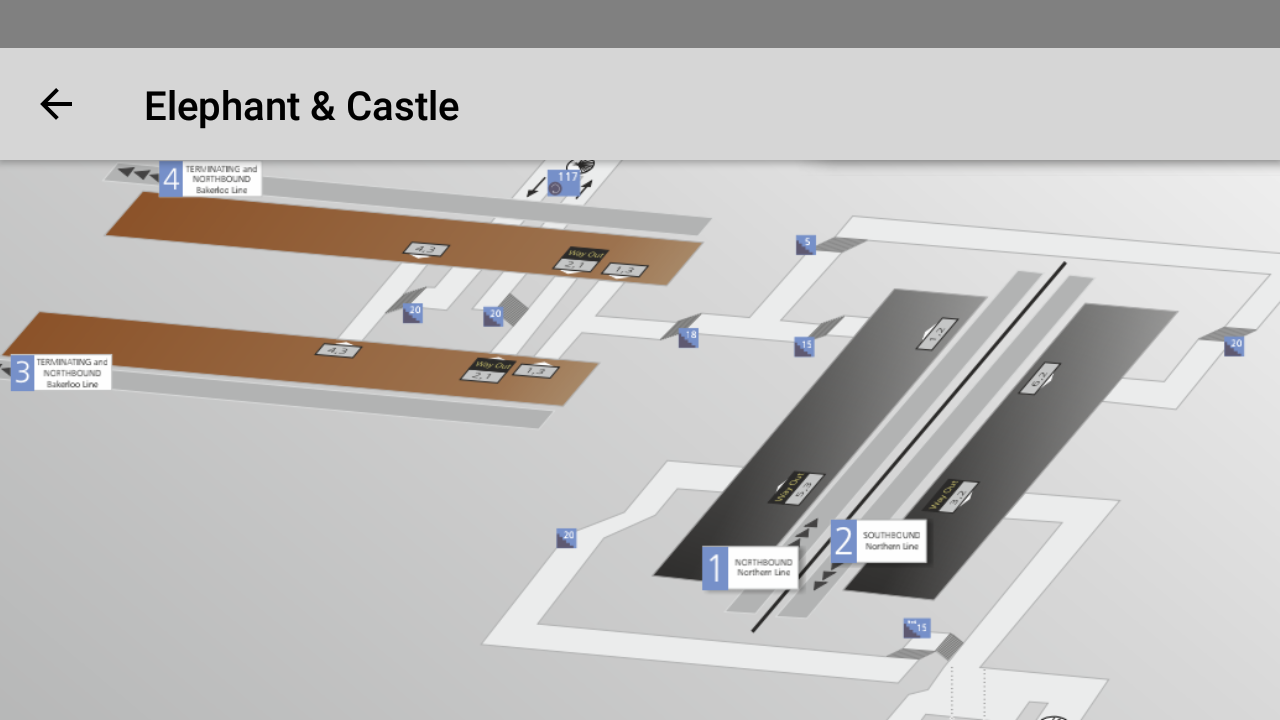 Elephant & Castle
4
TERMINATING and
NORTHBOUND
Bakerloo Line
117
4,3
Way Out
2,1
1,3
5
20
20
18
15
20
3
TERMINATING and
NORTHBOUND
Bakerloo Line
4,3
Way Out
2,1
1,3
1,2
6,2
Way Out
5,3
Way Out
3,2
20
1
NORTHBOUND
Northern Line
2
SOUTHBOUND
Northern Line
15